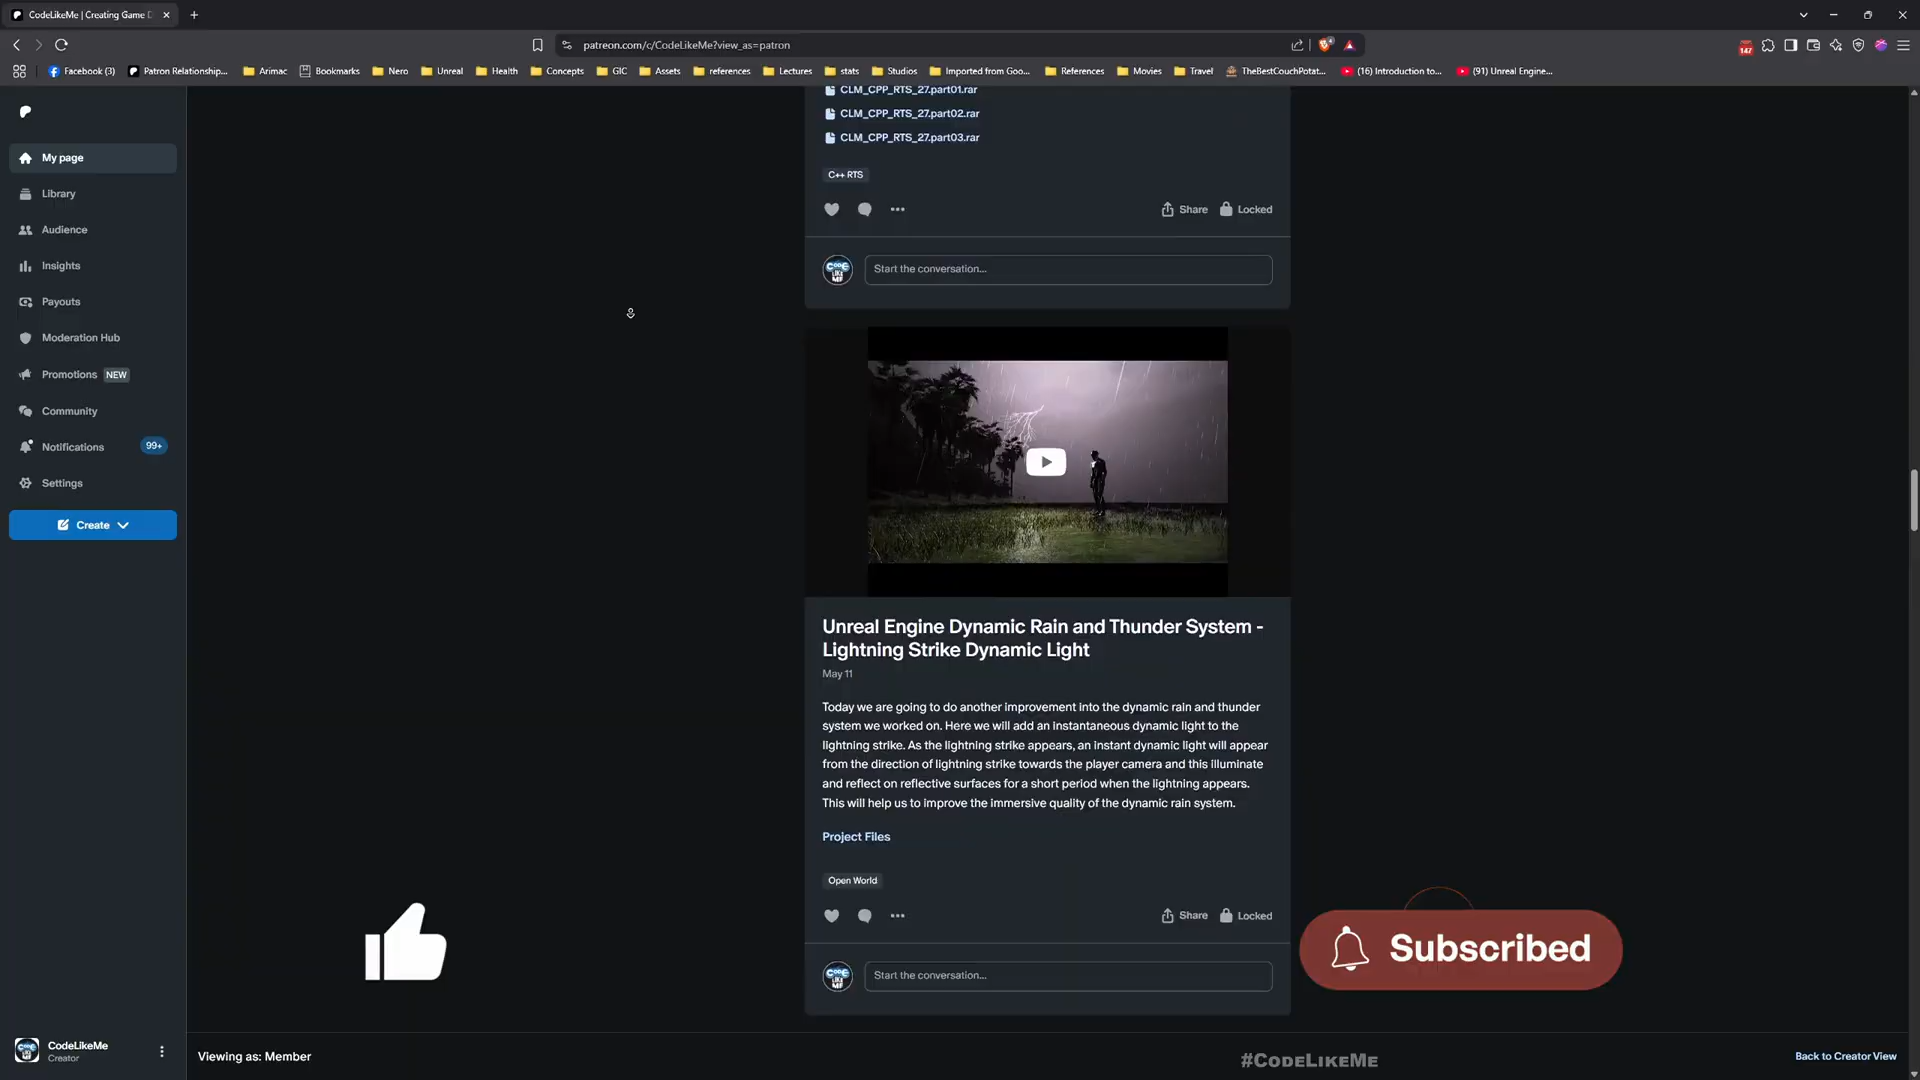 CodeLikeMe | Creating Game D
patreon.com/c/CodeLikeMe?view_as=patron
147
Facebook (3)
Patron Relationship...
Arimac
Bookmarks
Nero
Unreal
Health
Concepts
GIC
Assets
references
Lectures
stats
Studios
Imported from Goo...
References
Movies
Travel
TheBestCouchPotat...
(16) Introduction to...
(91) Unreal Engine...
My page
Library
Audience
Insights
Payouts
Moderation Hub
Promotions NEW
Community
Notifications 99+
Settings
Create
CodeLikeMe
Creator
CLM_CPP_RTS_27.part01.rar
CLM_CPP_RTS_27.part02.rar
CLM_CPP_RTS_27.part03.rar
C++ RTS
Share Locked
CODE LIKE ME
Start the conversation...
Unreal Engine Dynamic Rain and Thunder System -
Lightning Strike Dynamic Light
May 11
Today we are going to do another improvement into the dynamic rain and thunder
system we worked on. Here we will add an instantaneous dynamic light to the
lightning strike. As the lightning strike appears, an instant dynamic light will appear
from the direction of lightning strike towards the player camera and this illuminate
and reflect on reflective surfaces for a short period when the lightning appears.
This will help us to improve the immersive quality of the dynamic rain system.
Project Files
Open World
Share Locked
CODE LIKE ME
Start the conversation...
Subscribed
Viewing as: Member
#CodeLikeMe
Back to Creator View